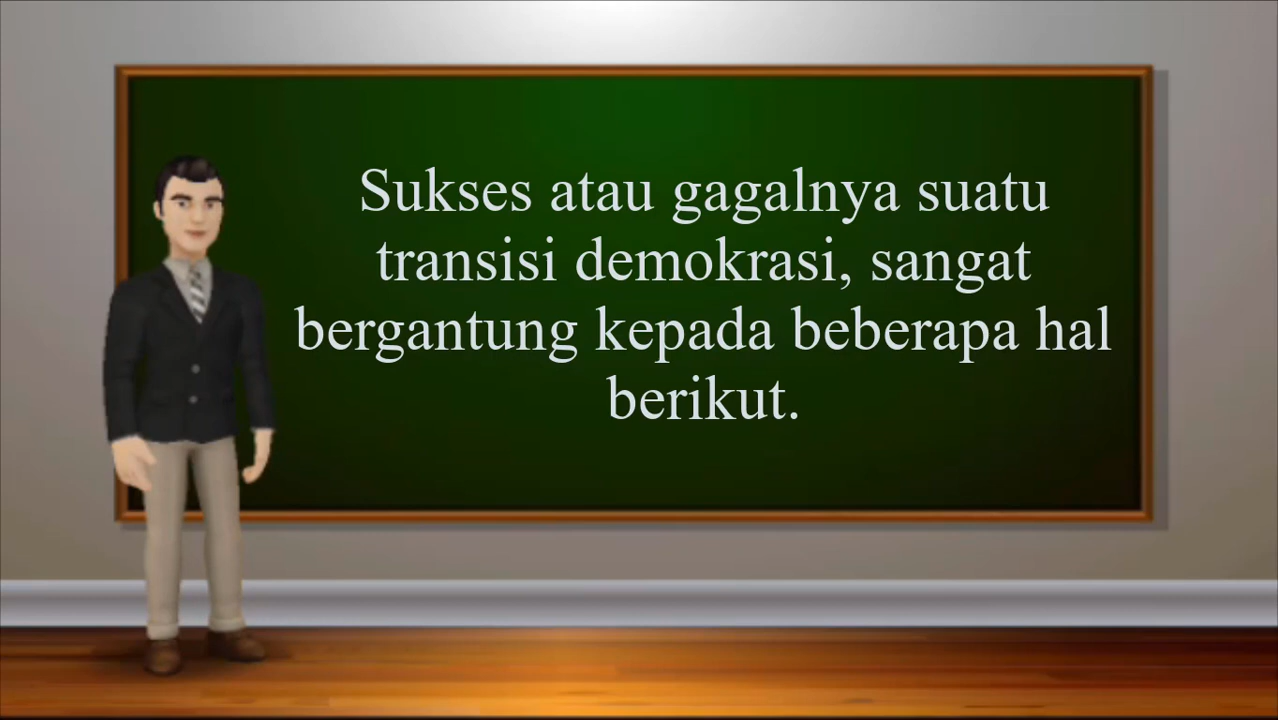 Sukses atau gagalnya suatu
transisi demokrasi, sangat
bergantung kepada beberapa hal
berikut.